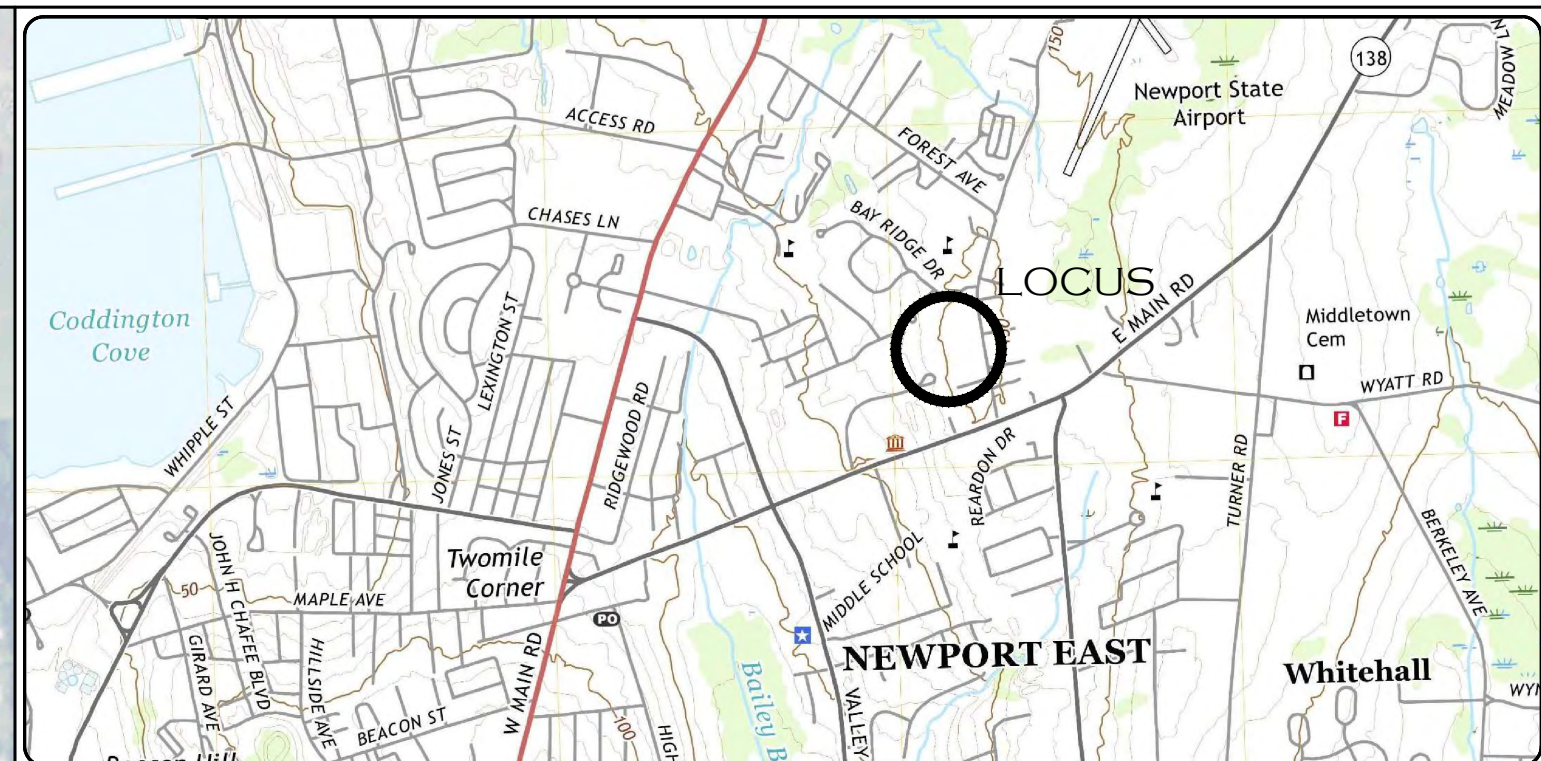 138
MEADOW LN
150
Newport State
Airport
ACCESS RD
FOREST AVE
CHASES LN
BAY RIDGE DR
LOCUS
E MAIN RD
Coddington
Cove
LEXINGTON ST
Middletown
Cem
WYATT RD
F
WHIPPLE ST
JONES ST
RIDGEWOOD RD
REARDON DR
TURNER RD
BERKELEY AVE
Twomile
Corner
JOHN H CHAFEE BLVD
50
MAPLE AVE
MIDDLE SCHOOL
PO
GIRARD AVE
HILLSIDE AVE
W MAIN RD
NEWPORT EAST
Whitehall
BEACON ST
100
HIGH
Bailey B
VALLEY
WYN